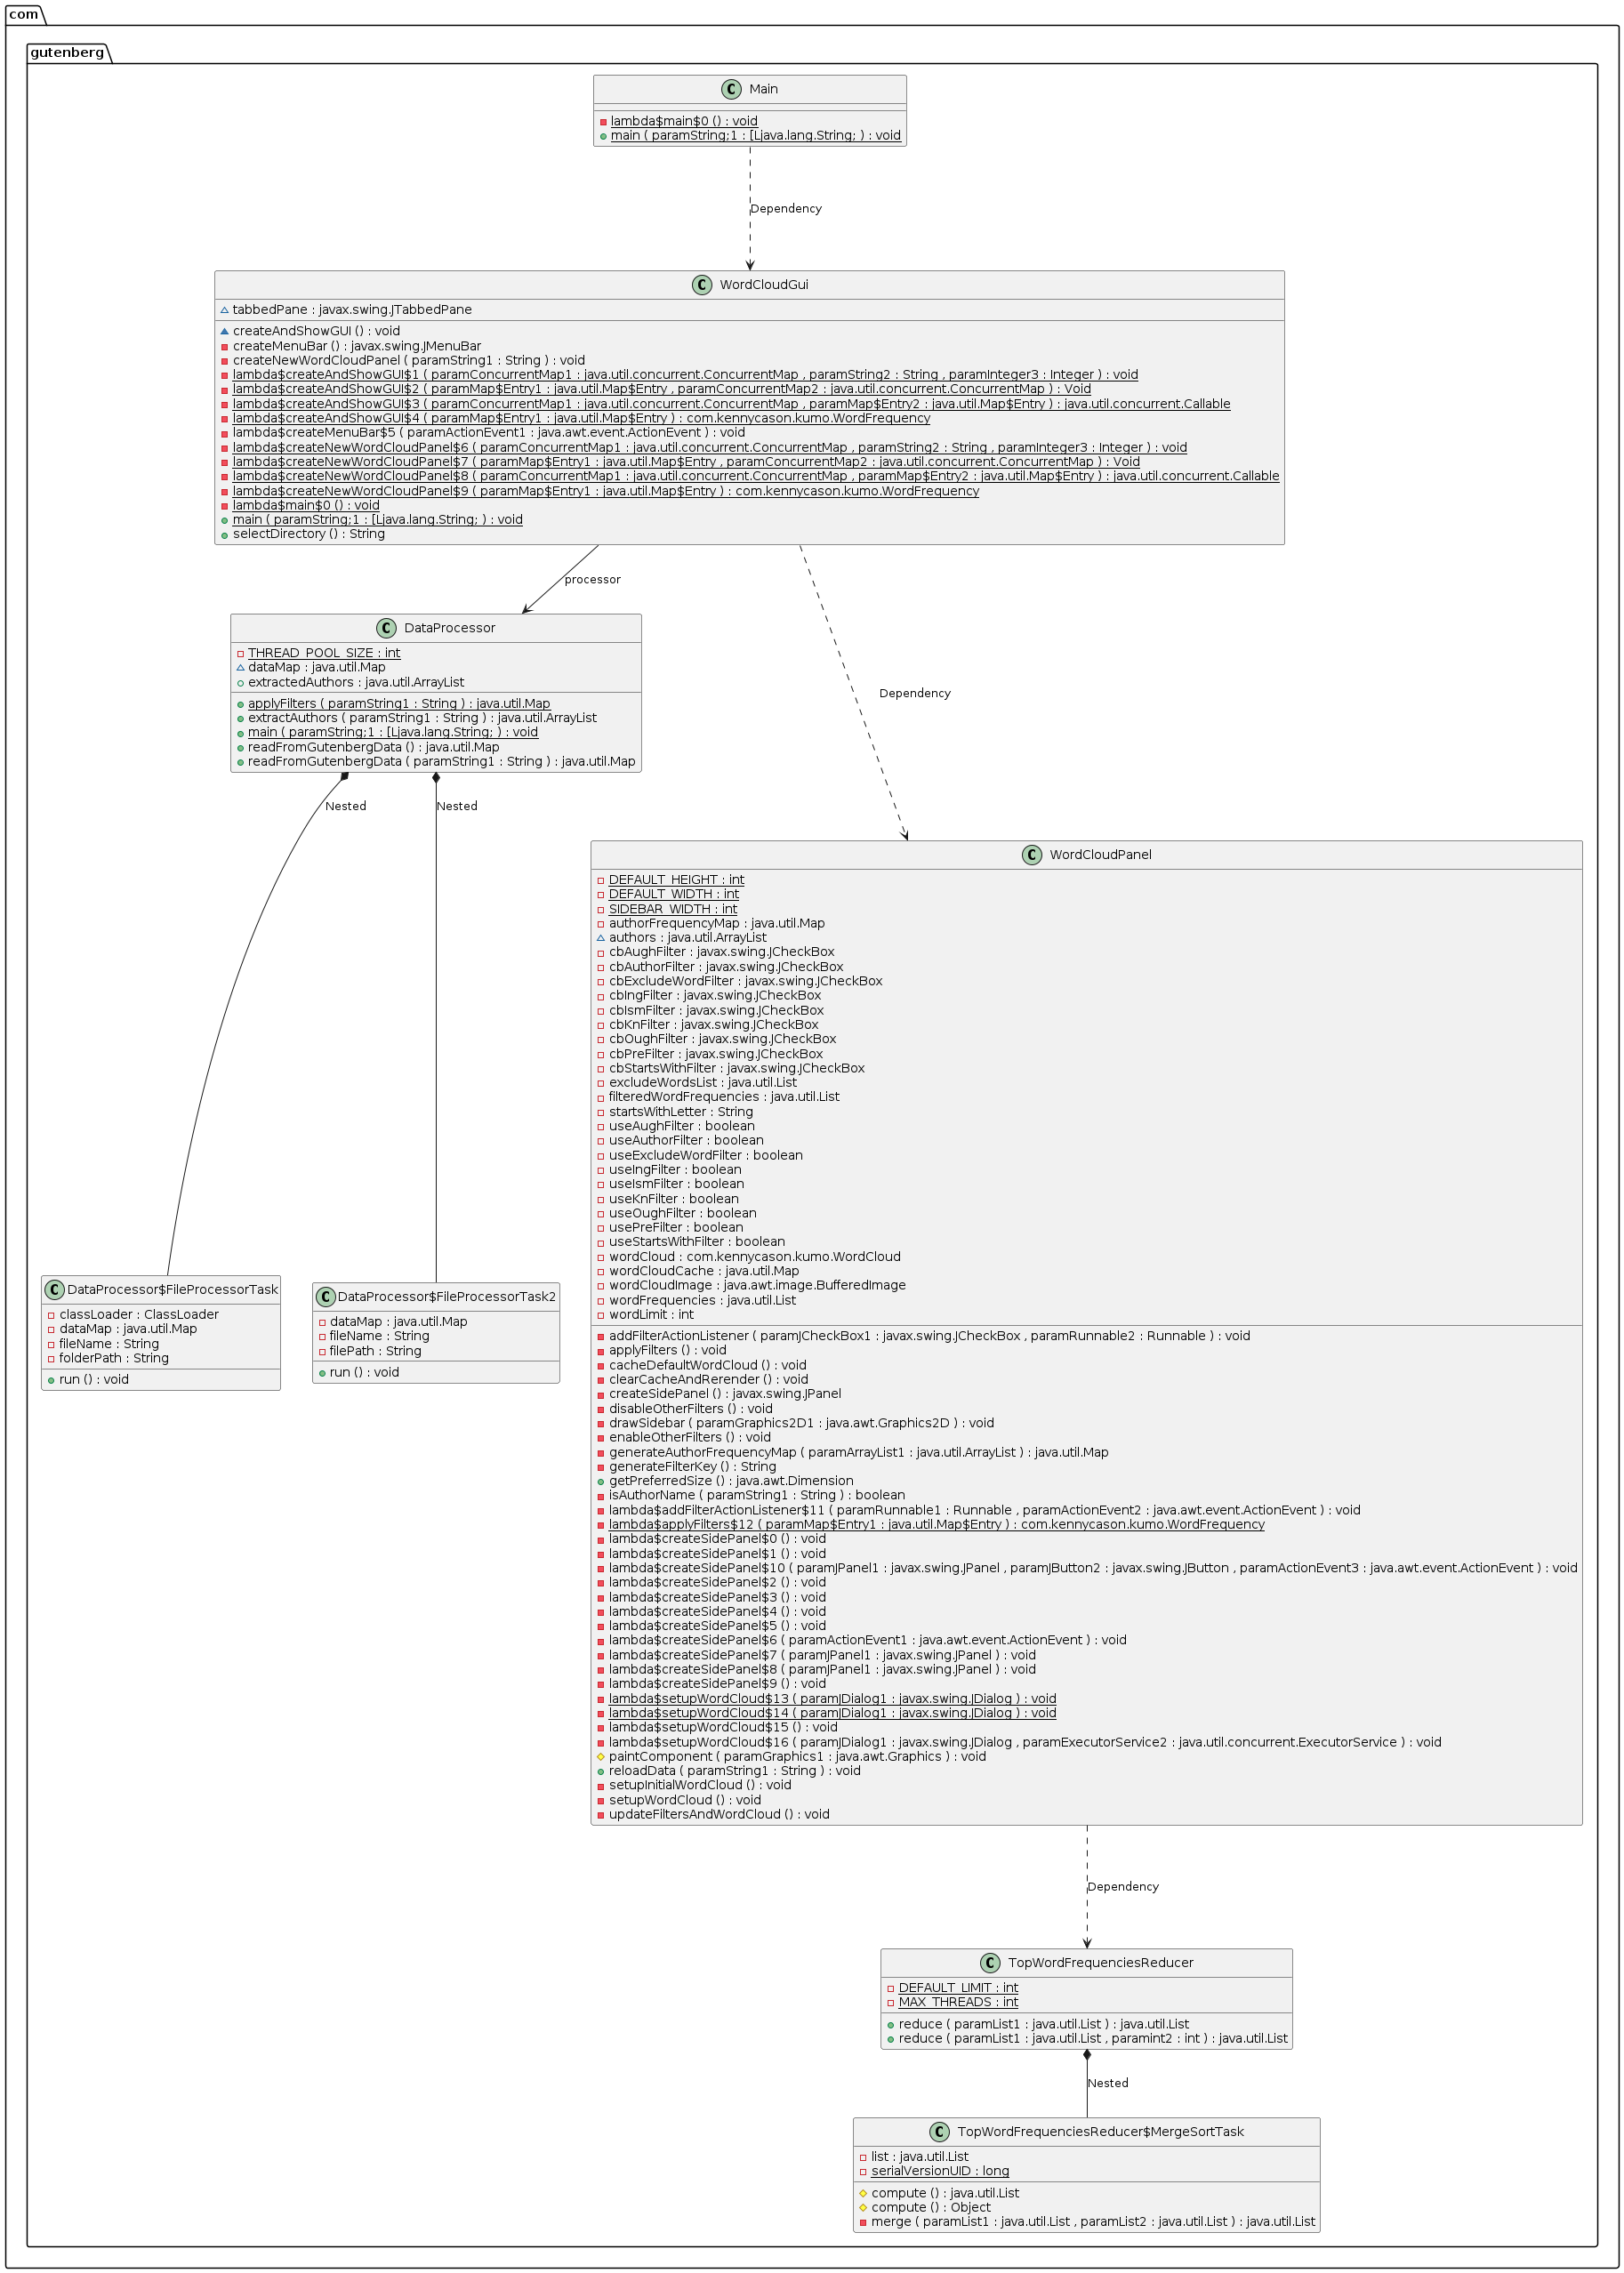 com
gutenberg
C Main
lambda$main$0 () : void
main ( paramString;1 : [Ljava.lang.String; ) : void
Dependency
C WordCloudGui
tabbedPane : javax.swing.JTabbedPane
createAndShowGUI () : void
createMenuBar () : javax.swing.JMenuBar
createNewWordCloudPanel ( paramString1 : String ) : void
lambda$createAndShowGUI$1 ( paramConcurrentMap1 : java.util.concurrent.ConcurrentMap , paramString2 : String , paramInteger3 : Integer ) : void
lambda$createAndShowGUI$2 ( paramMap$Entry1 : java.util.Map$Entry , paramConcurrentMap2 : java.util.concurrent.ConcurrentMap ) : Void
lambda$createAndShowGUI$3 ( paramConcurrentMap1 : java.util.concurrent.ConcurrentMap , paramMap$Entry2 : java.util.Map$Entry ) : java.util.concurrent.Callable
lambda$createAndShowGUI$4 ( paramMap$Entry1 : java.util.Map$Entry ) : com.kennycason.kumo.WordFrequency
lambda$createMenuBar$5 ( paramActionEvent1 : java.awt.event.ActionEvent ) : void
lambda$createNewWordCloudPanel$6 ( paramConcurrentMap1 : java.util.concurrent.ConcurrentMap , paramString2 : String , paramInteger3 : Integer ) : void
lambda$createNewWordCloudPanel$7 ( paramMap$Entry1 : java.util.Map$Entry , paramConcurrentMap2 : java.util.concurrent.ConcurrentMap ) : Void
lambda$createNewWordCloudPanel$8 ( paramConcurrentMap1 : java.util.concurrent.ConcurrentMap , paramMap$Entry2 : java.util.Map$Entry ) : java.util.concurrent.Callable
lambda$createNewWordCloudPanel$9 ( paramMap$Entry1 : java.util.Map$Entry ) : com.kennycason.kumo.WordFrequency
lambda$main$0 () : void
main ( paramString;1 : [Ljava.lang.String; ) : void
selectDirectory () : String
processor
Dependency
C DataProcessor
THREAD_POOL_SIZE : int
dataMap : java.util.Map
extractedAuthors : java.util.ArrayList
applyFilters ( paramString1 : String ) : java.util.Map
extractAuthors ( paramString1 : String ) : java.util.ArrayList
main ( paramString;1 : [Ljava.lang.String; ) : void
readFromGutenbergData () : java.util.Map
readFromGutenbergData ( paramString1 : String ) : java.util.Map
Nested
Nested
C WordCloudPanel
DEFAULT_HEIGHT : int
DEFAULT_WIDTH : int
SIDEBAR_WIDTH : int
authorFrequencyMap : java.util.Map
authors : java.util.ArrayList
cbAughFilter : javax.swing.JCheckBox
cbAuthorFilter : javax.swing.JCheckBox
cbExcludeWordFilter : javax.swing.JCheckBox
cbIngFilter : javax.swing.JCheckBox
cbIsmFilter : javax.swing.JCheckBox
cbKnFilter : javax.swing.JCheckBox
cbOughFilter : javax.swing.JCheckBox
cbPreFilter : javax.swing.JCheckBox
cbStartsWithFilter : javax.swing.JCheckBox
excludeWordsList : java.util.List
filteredWordFrequencies : java.util.List
startsWithLetter : String
useAughFilter : boolean
useAuthorFilter : boolean
useExcludeWordFilter : boolean
useIngFilter : boolean
useIsmFilter : boolean
useKnFilter : boolean
useOughFilter : boolean
usePreFilter : boolean
useStartsWithFilter : boolean
wordCloud : com.kennycason.kumo.WordCloud
wordCloudCache : java.util.Map
wordCloudImage : java.awt.image.BufferedImage
wordFrequencies : java.util.List
wordLimit : int
addFilterActionListener ( paramJCheckBox1 : javax.swing.JCheckBox , paramRunnable2 : Runnable ) : void
applyFilters () : void
cacheDefaultWordCloud () : void
clearCacheAndRerender () : void
createSidePanel () : javax.swing.JPanel
disableOtherFilters () : void
drawSidebar ( paramGraphics2D1 : java.awt.Graphics2D ) : void
enableOtherFilters () : void
generateAuthorFrequencyMap ( paramArrayList1 : java.util.ArrayList ) : java.util.Map
generateFilterKey () : String
getPreferredSize () : java.awt.Dimension
isAuthorName ( paramString1 : String ) : boolean
lambda$addFilterActionListener$11 ( paramRunnable1 : Runnable , paramActionEvent2 : java.awt.event.ActionEvent ) : void
lambda$applyFilters$12 ( paramMap$Entry1 : java.util.Map$Entry ) : com.kennycason.kumo.WordFrequency
lambda$createSidePanel$0 () : void
lambda$createSidePanel$1 () : void
lambda$createSidePanel$10 ( paramJPanel1 : javax.swing.JPanel , paramJButton2 : javax.swing.JButton , paramActionEvent3 : java.awt.event.ActionEvent ) : void
lambda$createSidePanel$2 () : void
lambda$createSidePanel$3 () : void
lambda$createSidePanel$4 () : void
lambda$createSidePanel$5 () : void
lambda$createSidePanel$6 ( paramActionEvent1 : java.awt.event.ActionEvent ) : void
lambda$createSidePanel$7 ( paramJPanel1 : javax.swing.JPanel ) : void
lambda$createSidePanel$8 ( paramJPanel1 : javax.swing.JPanel ) : void
lambda$createSidePanel$9 () : void
lambda$setupWordCloud$13 ( paramJDialog1 : javax.swing.JDialog ) : void
lambda$setupWordCloud$14 ( paramJDialog1 : javax.swing.JDialog ) : void
lambda$setupWordCloud$15 () : void
lambda$setupWordCloud$16 ( paramJDialog1 : javax.swing.JDialog , paramExecutorService2 : java.util.concurrent.ExecutorService ) : void
paintComponent ( paramGraphics1 : java.awt.Graphics ) : void
reloadData ( paramString1 : String ) : void
setupInitialWordCloud () : void
setupWordCloud () : void
updateFiltersAndWordCloud () : void
C DataProcessor$FileProcessorTask
classLoader : ClassLoader
dataMap : java.util.Map
fileName : String
folderPath : String
run () : void
C DataProcessor$FileProcessorTask2
dataMap : java.util.Map
fileName : String
filePath : String
run () : void
Dependency
C TopWordFrequenciesReducer
DEFAULT_LIMIT : int
MAX_THREADS : int
reduce ( paramList1 : java.util.List ) : java.util.List
reduce ( paramList1 : java.util.List , paramint2 : int ) : java.util.List
Nested
C TopWordFrequenciesReducer$MergeSortTask
list : java.util.List
serialVersionUID : long
compute () : java.util.List
compute () : Object
merge ( paramList1 : java.util.List , paramList2 : java.util.List ) : java.util.List